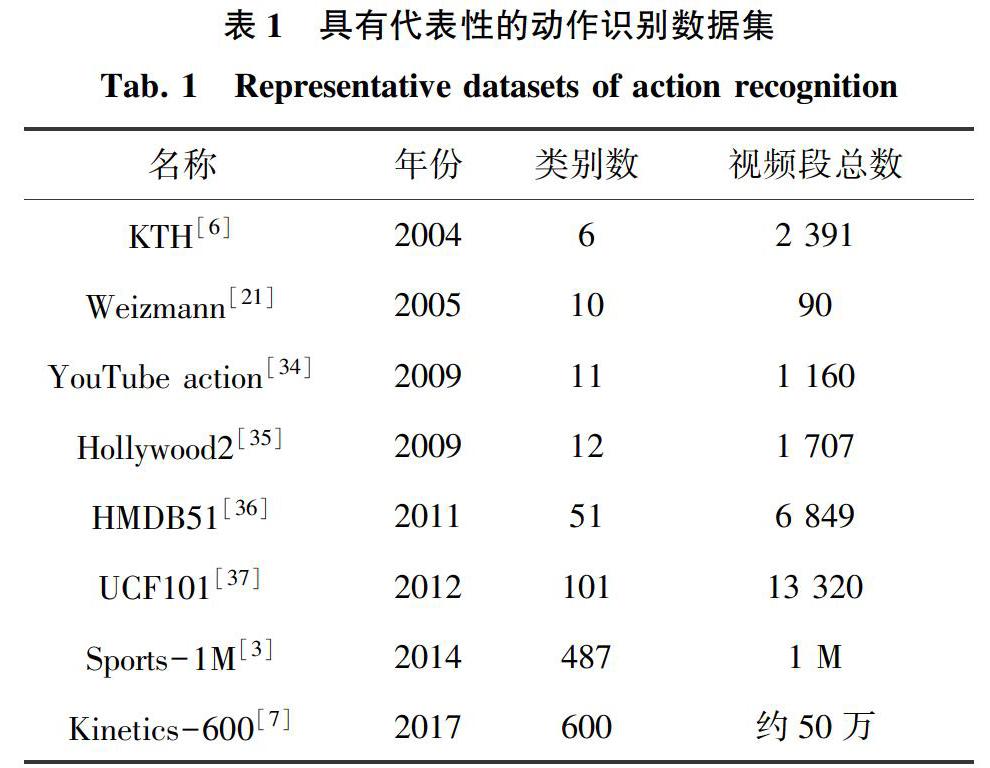 表 1 具有代表性的动作识别数据集
Tab. 1 Representative datasets of action recognition
名称 年份 类别数 视频段总数
KTH[6] 2004 6 2 391
Weizmann[21] 2005 10 90
YouTube action[34] 2009 11 1 160
Hollywood2[35] 2009 12 1 707
HMDB51[36] 2011 51 6 849
UCF101[37] 2012 101 13 320
Sports-1M[3] 2014 487 1 M
Kinetics-600[7] 2017 600 约 50 万